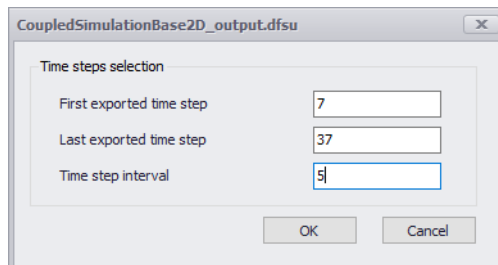 CoupledSimulationBase2D_output.dfsu
Time steps selection
First exported time step 7
Last exported time step 37
Time step interval 5
OK Cancel